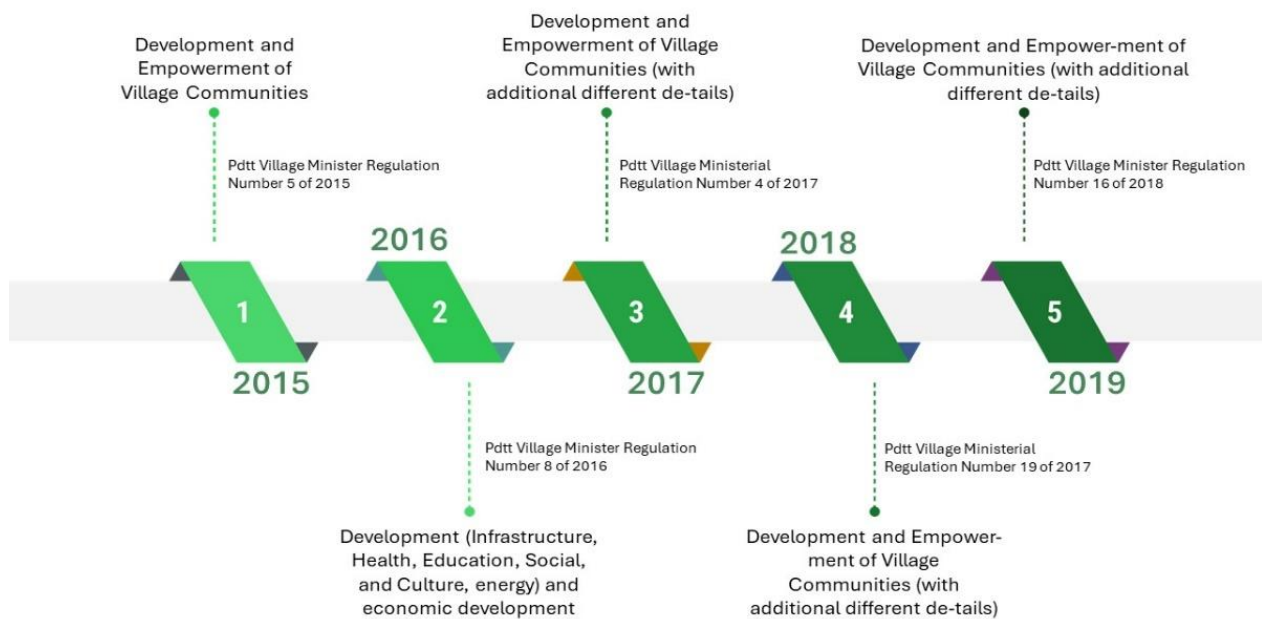 Development and
Empowerment of
Village Communities
Pdtt Village Minister Regulation
Number 5 of 2015
1
2015
2016
2
Pdtt Village Minister Regulation
Number 8 of 2016
Development (Infrastructure,
Health, Education, Social,
and Culture, energy) and
economic development
Development and
Empowerment of Village
Communities (with
additional different de-tails)
Pdtt Village Ministerial
Regulation Number 4 of 2017
3
2017
2018
4
Pdtt Village Ministerial
Regulation Number 19 of 2017
Development and Empower-
ment of Village
Communities (with
additional different de-tails)
Development and Empower-ment of
Village Communities (with additional
different de-tails)
Pdtt Village Minister Regulation
Number 16 of 2018
5
2019